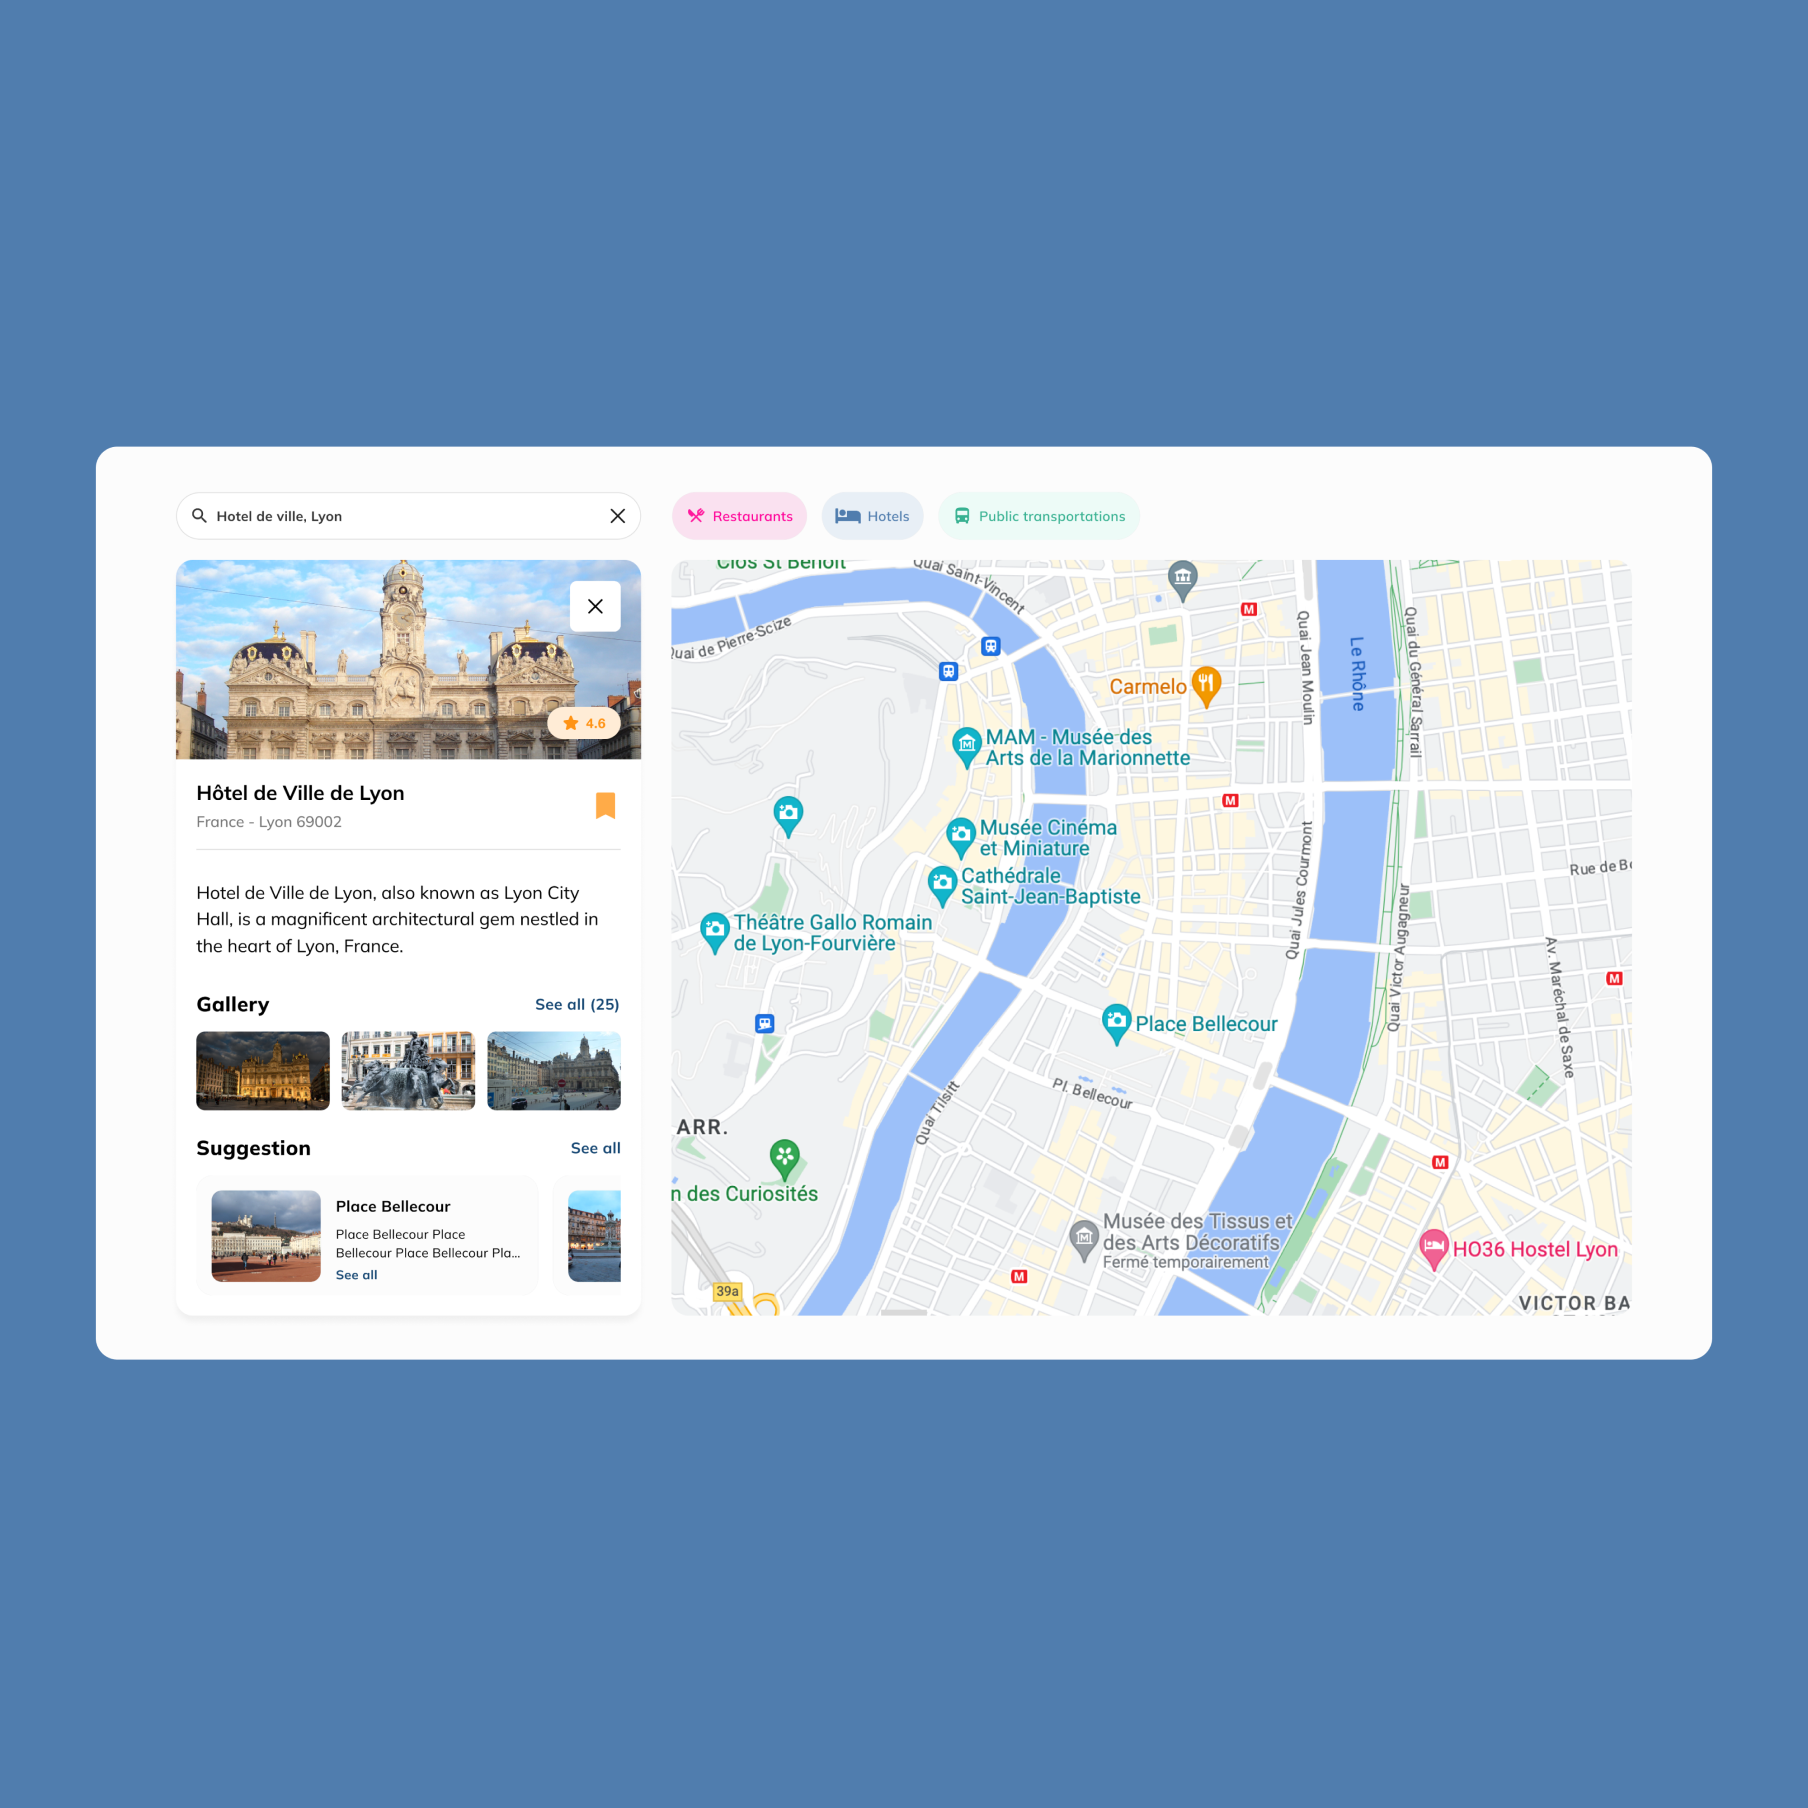 Hotel de ville, Lyon
Restaurants
Hotels
Public transportations
4.6
Hôtel de Ville de Lyon
France - Lyon 69002
Hotel de Ville de Lyon, also known as Lyon City
Hall, is a magnificent architectural gem nestled in
the heart of Lyon, France.
Gallery
See all (25)
Suggestion
See all
Place Bellecour
Place Bellecour Place
Bellecour Place Bellecour Pla...
See all
Clos St Benoit
Quai Saint-Vincent
Quai de Pierre-Scize
M
Quai Jean Moulin
Le Rhône
Quai du Général Sarrail
Carmelo
MAM - Musée des
Arts de la Marionnette
M
Musée Cinéma
et Miniature
Cathédrale
Saint-Jean-Baptiste
Quai Jules Courmont
Rue de Bo
Théâtre Gallo Romain
de Lyon-Fourvière
Quai Victor Augagneur
Av. Maréchal de Saxe
M
Place Bellecour
Pl. Bellecour
Quai Tilsitt
ARR.
M
n des Curiosités
Musée des Tissus et
des Arts Décoratifs
Fermé temporairement
HO36 Hostel Lyon
M
39a
VICTOR BA